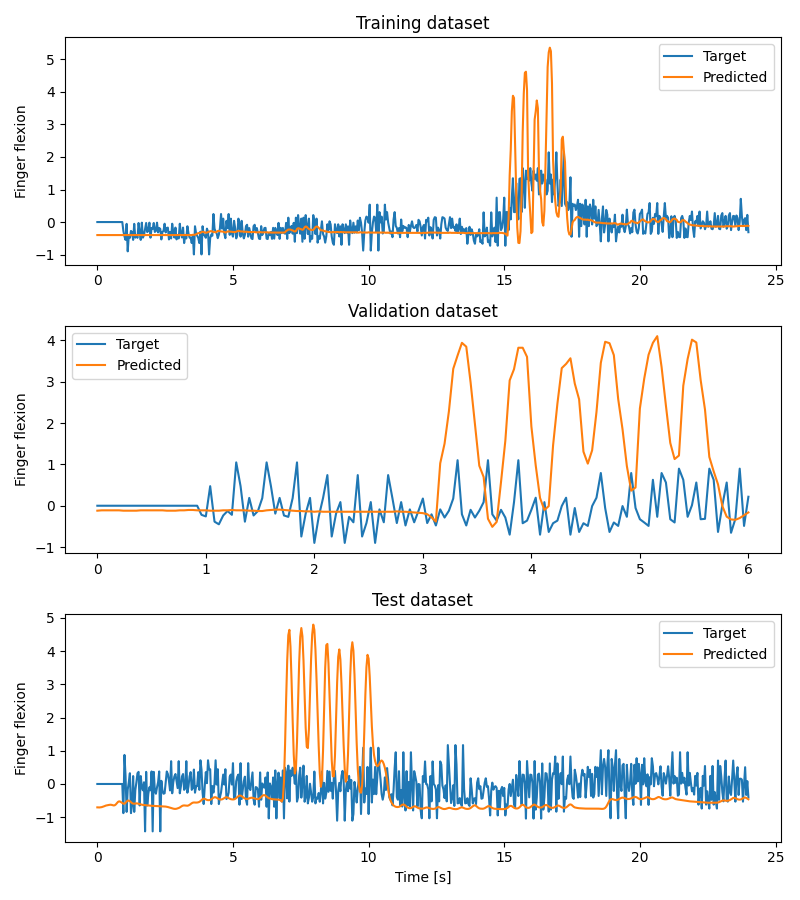 Training dataset
Finger flexion
5
4
3
2
1
0
−1
Target
Predicted
0 5 10 15 20 25
Validation dataset
Finger flexion
4
3
2
1
0
−1
Target
Predicted
0 1 2 3 4 5 6
Test dataset
Finger flexion
5
4
3
2
1
0
−1
Target
Predicted
0 5 10 15 20 25
Time [s]